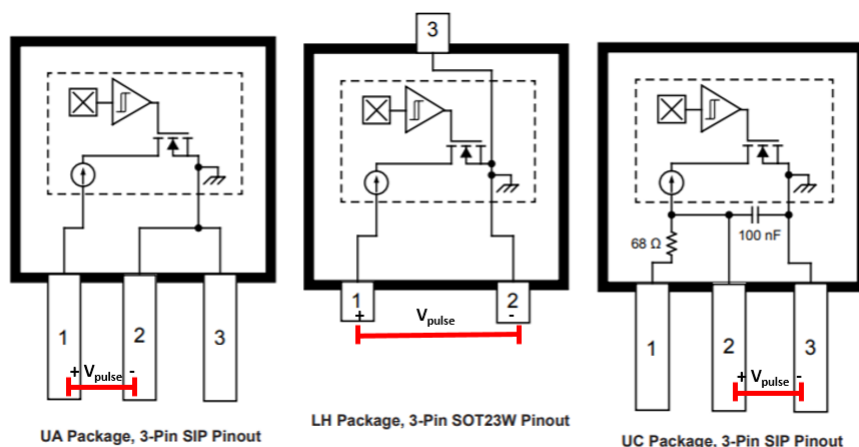 3
68 Ω
100 nF
1
2
3
+ Vpulse -
1
+
2
-
Vpulse
1
2
3
+ Vpulse -
UA Package, 3-Pin SIP Pinout
LH Package, 3-Pin SOT23W Pinout
UC Package, 3-Pin SIP Pinout